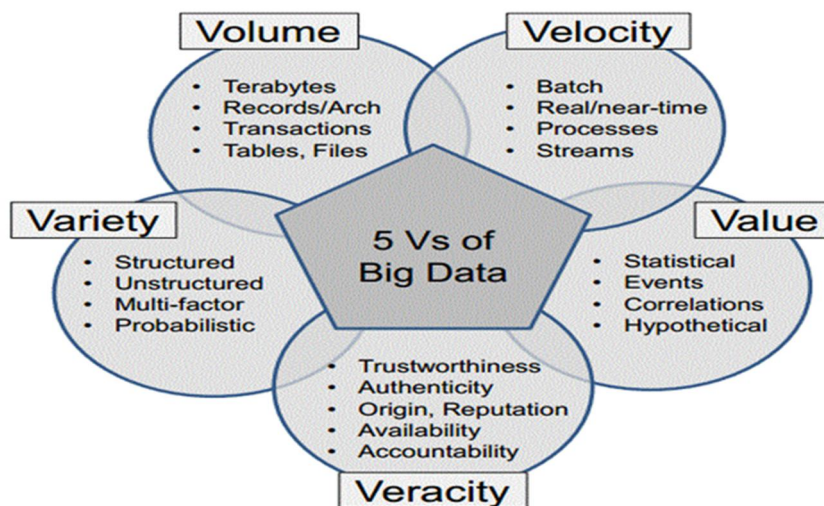 Volume
• Terabytes
• Records/Arch
• Transactions
• Tables, Files
Velocity
• Batch
• Real/near-time
• Processes
• Streams
Variety
• Structured
• Unstructured
• Multi-factor
• Probabilistic
5 Vs of
Big Data
Value
• Statistical
• Events
• Correlations
• Hypothetical
• Trustworthiness
• Authenticity
• Origin, Reputation
• Availability
• Accountability
Veracity